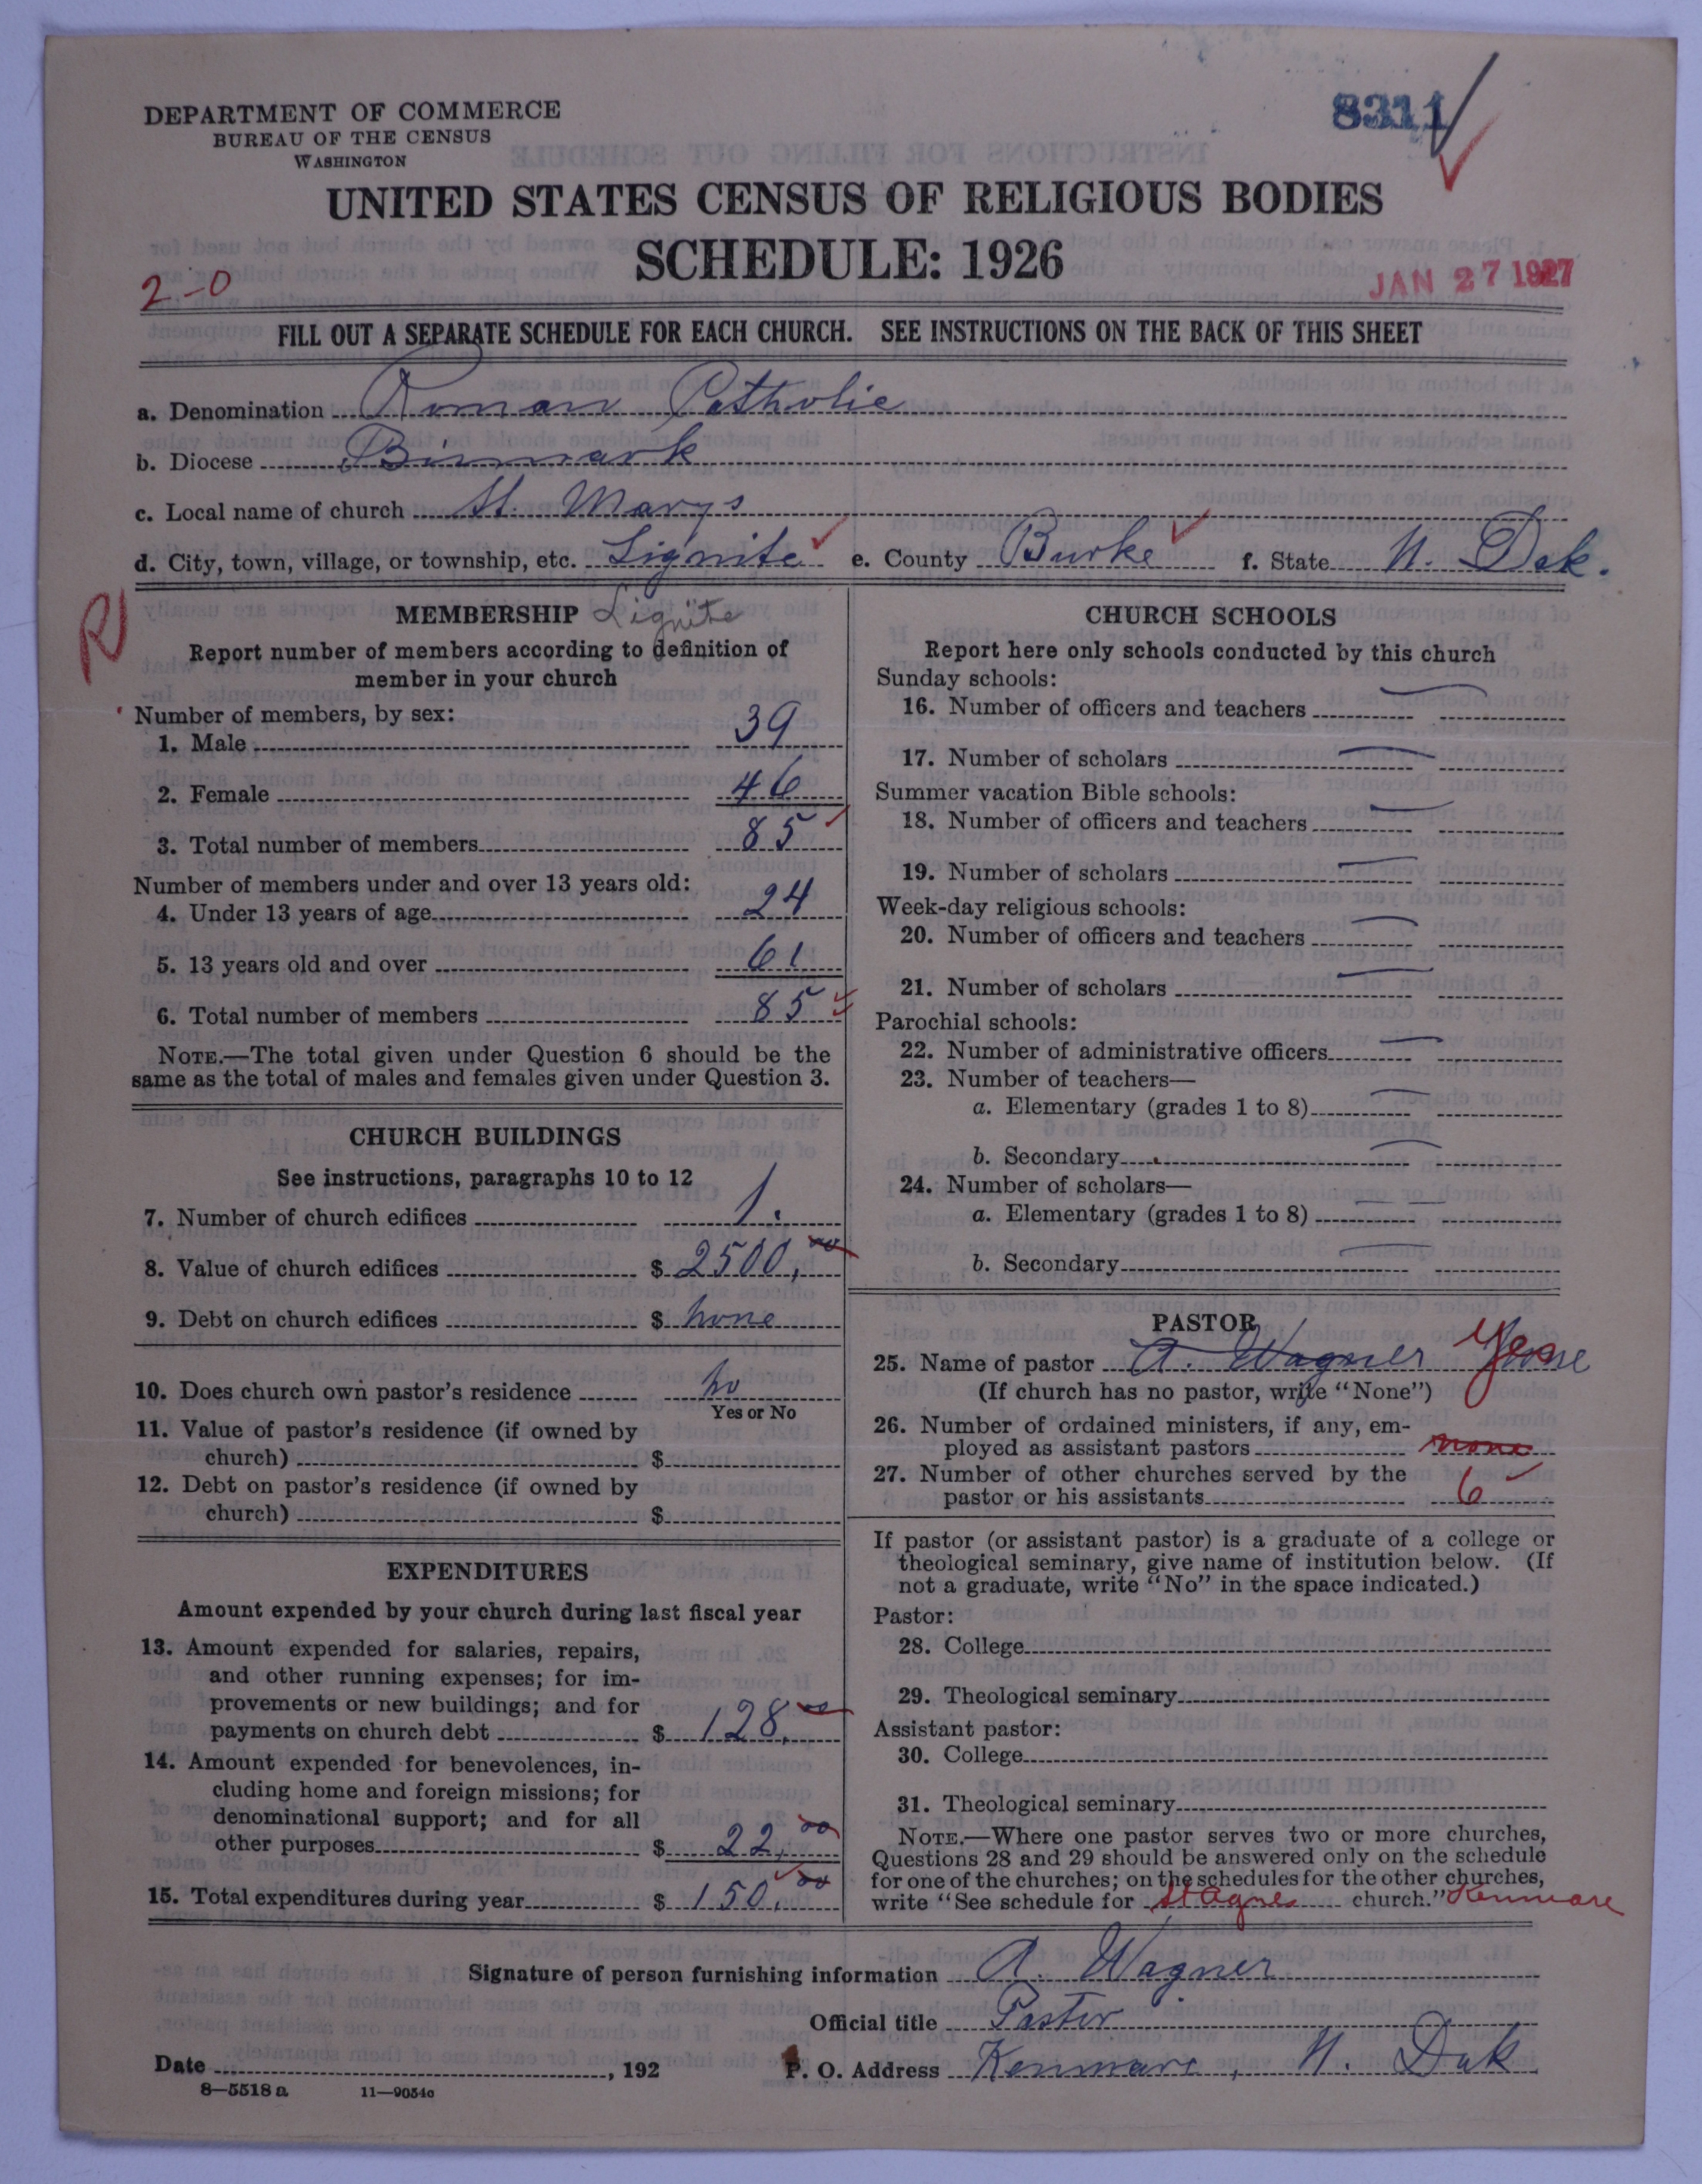 DEPARTMENT OF COMMERCE
BUREAU OF THE CENSUS
WASHINGTON
8311
UNITED STATES CENSUS OF RELIGIOUS BODIES
SCHEDULE: 1926
2-0
JAN 27 1927
FILL OUT A SEPARATE SCHEDULE FOR EACH CHURCH. SEE INSTRUCTIONS ON THE BACK OF THIS SHEET
a. Denomination Roman Catholic
b. Diocese Bismark
c. Local name of church St. Marys
d. City, town, village, or township, etc. Lignite e. County Burke f. State N. Dak.
R
MEMBERSHIP Lignite
Report number of members according to definition of
member in your church
Number of members, by sex:
1. Male 39
2. Female 46
3. Total number of members 85
Number of members under and over 13 years old:
4. Under 13 years of age 24
5. 13 years old and over 61
6. Total number of members 85
NOTE.—The total given under Question 6 should be the
same as the total of males and females given under Question 3.
CHURCH BUILDINGS
See instructions, paragraphs 10 to 12
7. Number of church edifices 1.
8. Value of church edifices $ 2500,00
9. Debt on church edifices $ none
10. Does church own pastor's residence no
Yes or No
11. Value of pastor's residence (if owned by
church) $
12. Debt on pastor's residence (if owned by
church) $
EXPENDITURES
Amount expended by your church during last fiscal year
13. Amount expended for salaries, repairs,
and other running expenses; for im-
provements or new buildings; and for
payments on church debt $ 128,00
14. Amount expended for benevolences, in-
cluding home and foreign missions; for
denominational support; and for all
other purposes $ 22,00
15. Total expenditures during year $ 150,00
CHURCH SCHOOLS
Report here only schools conducted by this church
Sunday schools:
16. Number of officers and teachers —
17. Number of scholars —
Summer vacation Bible schools:
18. Number of officers and teachers —
19. Number of scholars —
Week-day religious schools:
20. Number of officers and teachers —
21. Number of scholars —
Parochial schools:
22. Number of administrative officers —
23. Number of teachers—
a. Elementary (grades 1 to 8) —
b. Secondary —
24. Number of scholars—
a. Elementary (grades 1 to 8) — —
b. Secondary —
PASTOR
25. Name of pastor A. Wagner Yes
(If church has no pastor, write "None")
26. Number of ordained ministers, if any, em-
ployed as assistant pastors none
27. Number of other churches served by the
pastor or his assistants 6
If pastor (or assistant pastor) is a graduate of a college or
theological seminary, give name of institution below. (If
not a graduate, write "No" in the space indicated.)
Pastor:
28. College
29. Theological seminary
Assistant pastor:
30. College
31. Theological seminary
NOTE.—Where one pastor serves two or more churches,
Questions 28 and 29 should be answered only on the schedule
for one of the churches; on the schedules for the other churches,
write "See schedule for St Agnes church." Kenmare
Signature of person furnishing information A. Wagner
Official title Pastor
Date , 192
P. O. Address Kenmare, N. Dak
8—5518 a 11—9054c